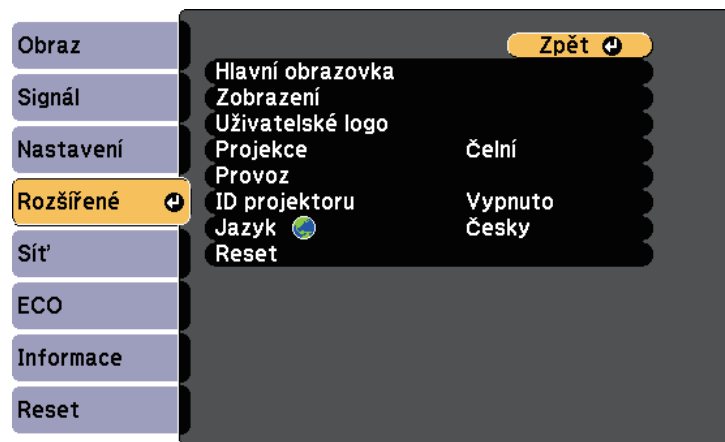 Obraz
Signál
Nastavení
Rozšířené
Síť
ECO
Informace
Reset
Zpět
Hlavní obrazovka
Zobrazení
Uživatelské logo
Projekce Čelní
Provoz
ID projektoru Vypnuto
Jazyk Česky
Reset